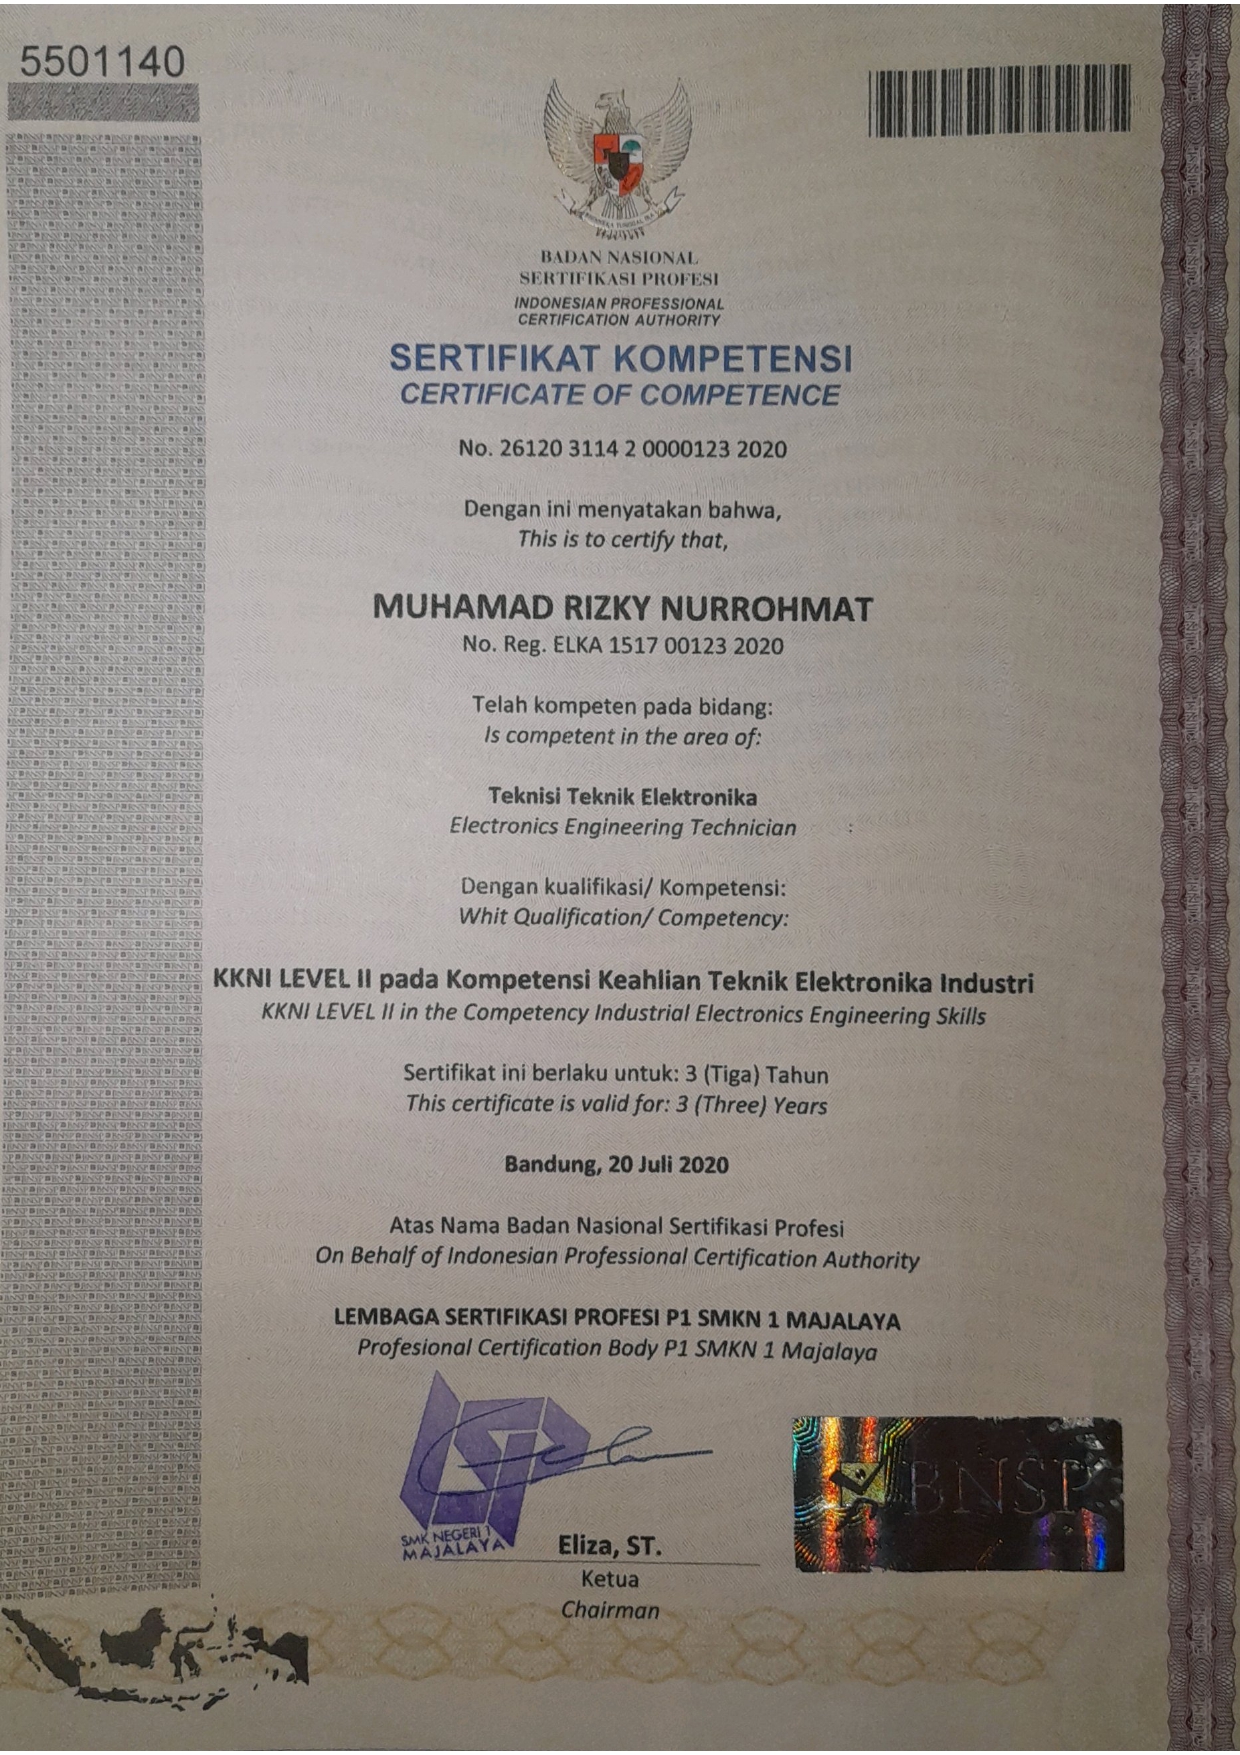 5501140
BHINNEKA TUNGGAL IKA
BADAN NASIONAL
SERTIFIKASI PROFESI
INDONESIAN PROFESSIONAL
CERTIFICATION AUTHORITY
SERTIFIKAT KOMPETENSI
CERTIFICATE OF COMPETENCE
No. 26120 3114 2 0000123 2020
Dengan ini menyatakan bahwa,
This is to certify that,
MUHAMAD RIZKY NURROHMAT
No. Reg. ELKA 1517 00123 2020
Telah kompeten pada bidang:
Is competent in the area of:
Teknisi Teknik Elektronika
Electronics Engineering Technician :
Dengan kualifikasi/ Kompetensi:
Whit Qualification/ Competency:
KKNI LEVEL II pada Kompetensi Keahlian Teknik Elektronika Industri
KKNI LEVEL II in the Competency Industrial Electronics Engineering Skills
Sertifikat ini berlaku untuk: 3 (Tiga) Tahun
This certificate is valid for: 3 (Three) Years
Bandung, 20 Juli 2020
Atas Nama Badan Nasional Sertifikasi Profesi
On Behalf of Indonesian Professional Certification Authority
LEMBAGA SERTIFIKASI PROFESI P1 SMKN 1 MAJALAYA
Profesional Certification Body P1 SMKN 1 Majalaya
LSP
SMK NEGERI 1
MAJALAYA
BNSP
Eliza, ST.
Ketua
Chairman